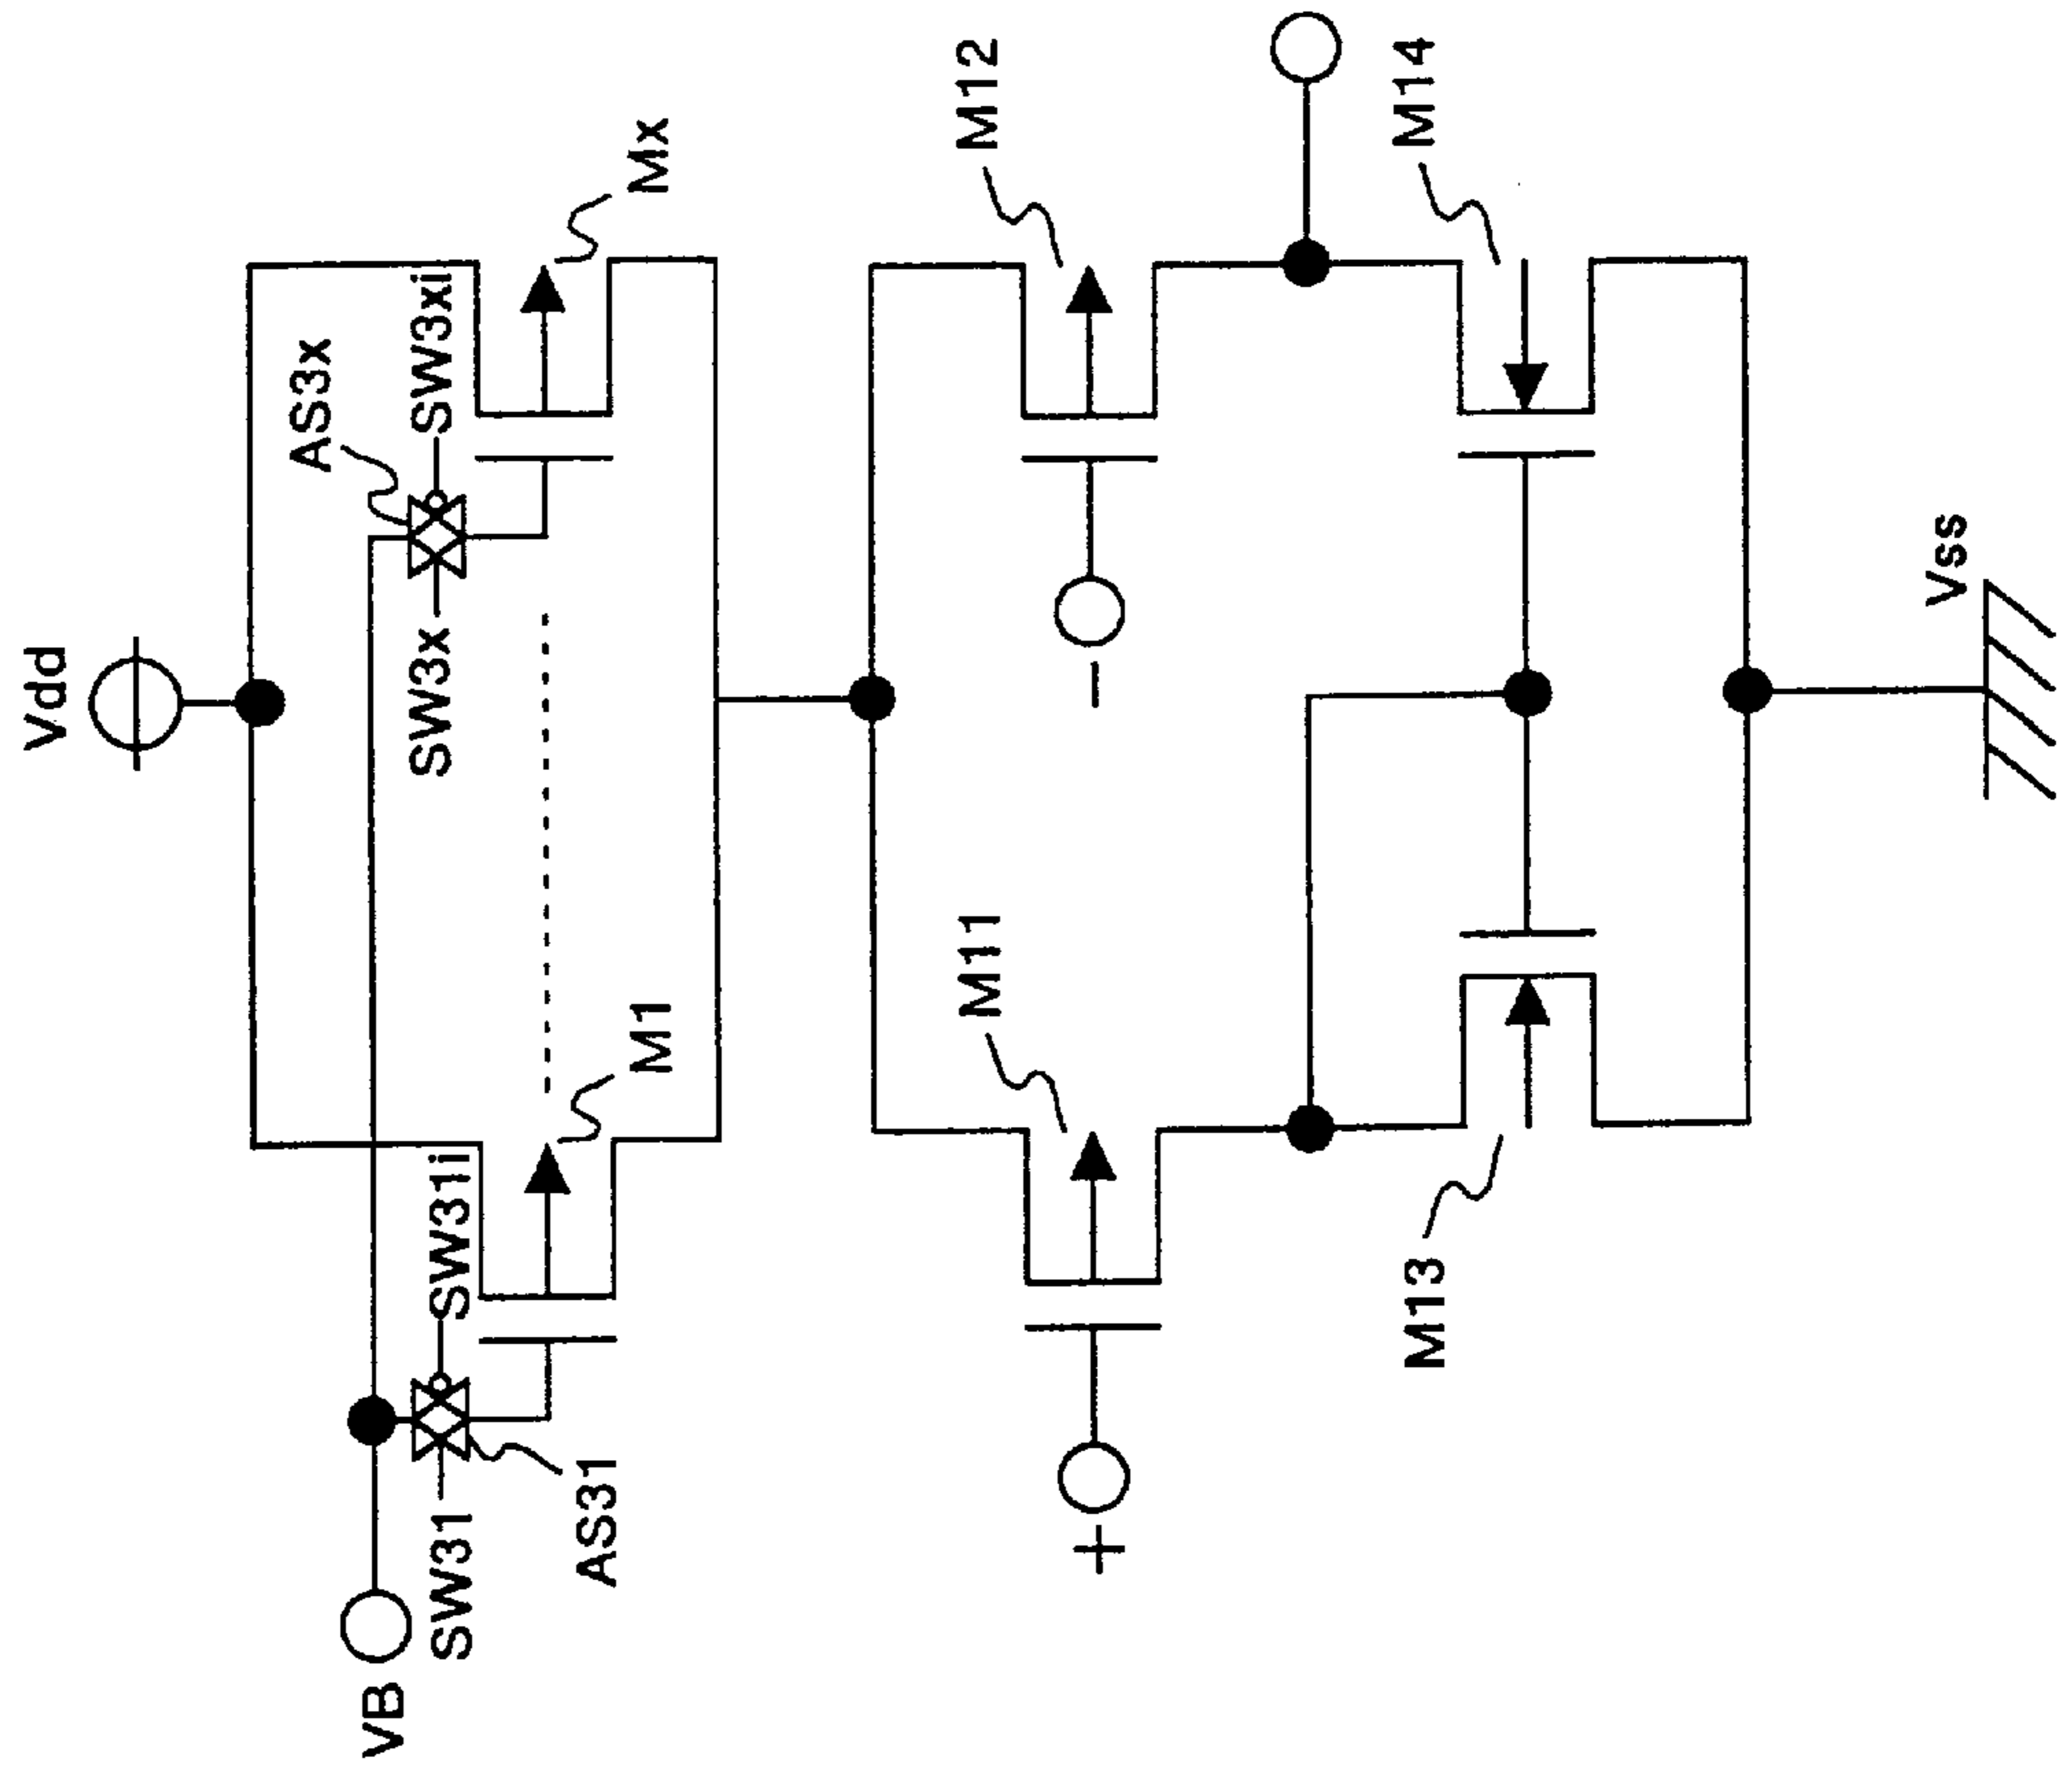 Vdd
VB
SW31
SW31i
AS31
M1
SW3x
SW3xi
AS3x
Mx
+
M11
-
M12
M13
M14
Vss